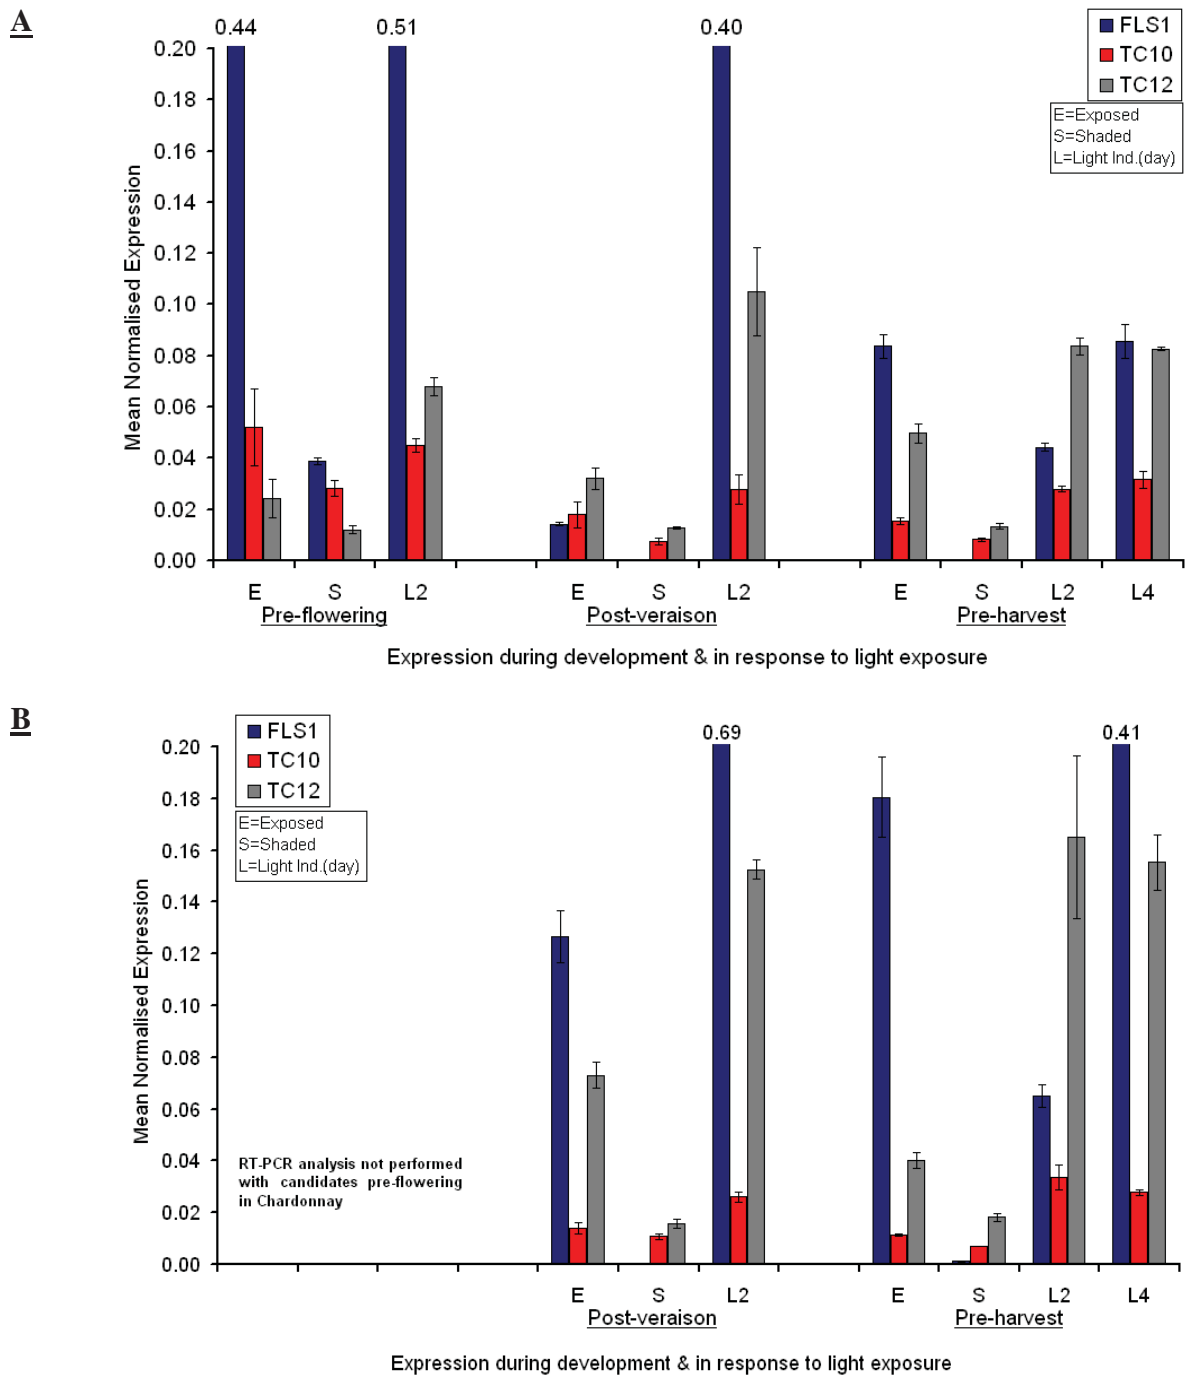 A
0.44
0.51
0.40
FLS1
TC10
TC12
E=Exposed
S=Shaded
L=Light Ind.(day)
Mean Normalised Expression
0.20
0.18
0.16
0.14
0.12
0.10
0.08
0.06
0.04
0.02
0.00
E S L2 E S L2 E S L2 L4
Pre-flowering Post-veraison Pre-harvest
Expression during development & in response to light exposure
B
FLS1
TC10
TC12
E=Exposed
S=Shaded
L=Light Ind.(day)
0.69
0.41
Mean Normalised Expression
0.20
0.18
0.16
0.14
0.12
0.10
0.08
0.06
0.04
0.02
0.00
RT-PCR analysis not performed
with candidates pre-flowering
in Chardonnay
E S L2 E S L2 L4
Post-veraison Pre-harvest
Expression during development & in response to light exposure